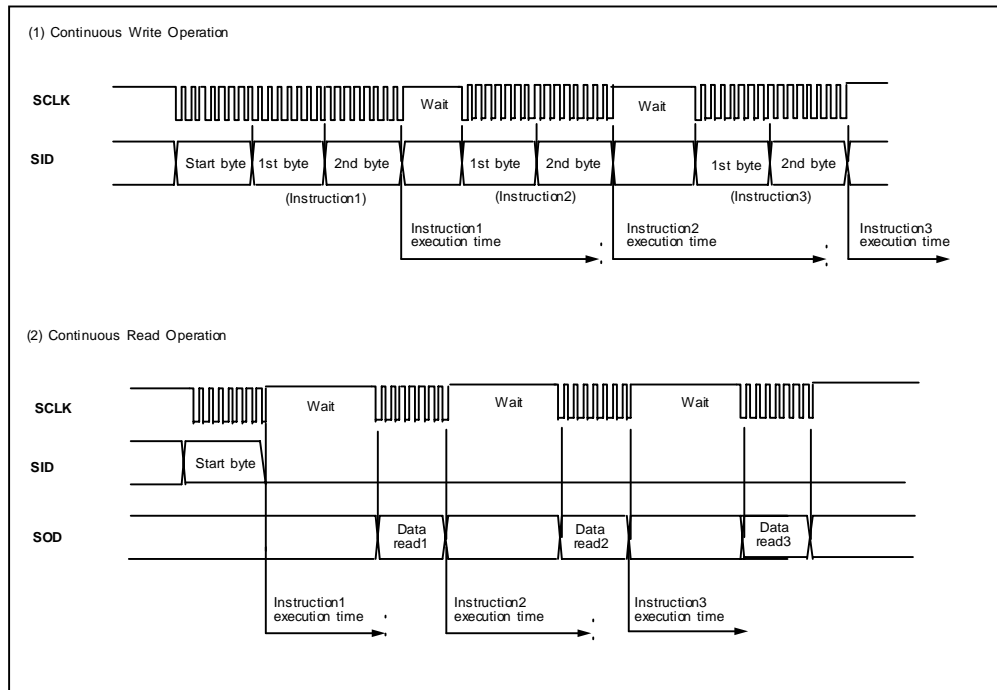 (1) Continuous Write Operation
SCLK
Wait
Wait
SID
Start byte
1st byte
2nd byte
1st byte
2nd byte
1st byte
2nd byte
(Instruction1)
(Instruction2)
(Instruction3)
Instruction1
execution time
Instruction2
execution time
Instruction3
execution time
(2) Continuous Read Operation
SCLK
Wait
Wait
Wait
SID
Start byte
SOD
Data
read1
Data
read2
Data
read3
Instruction1
execution time
Instruction2
execution time
Instruction3
execution time